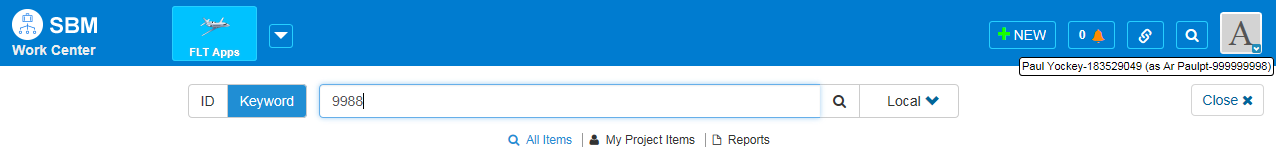 SBM
Work Center
FLT Apps
NEW
0
A
Paul Yockey-183529049 (as Ar Paulpt-999999998)
ID
Keyword
9988
Local
Close
All Items
My Project Items
Reports